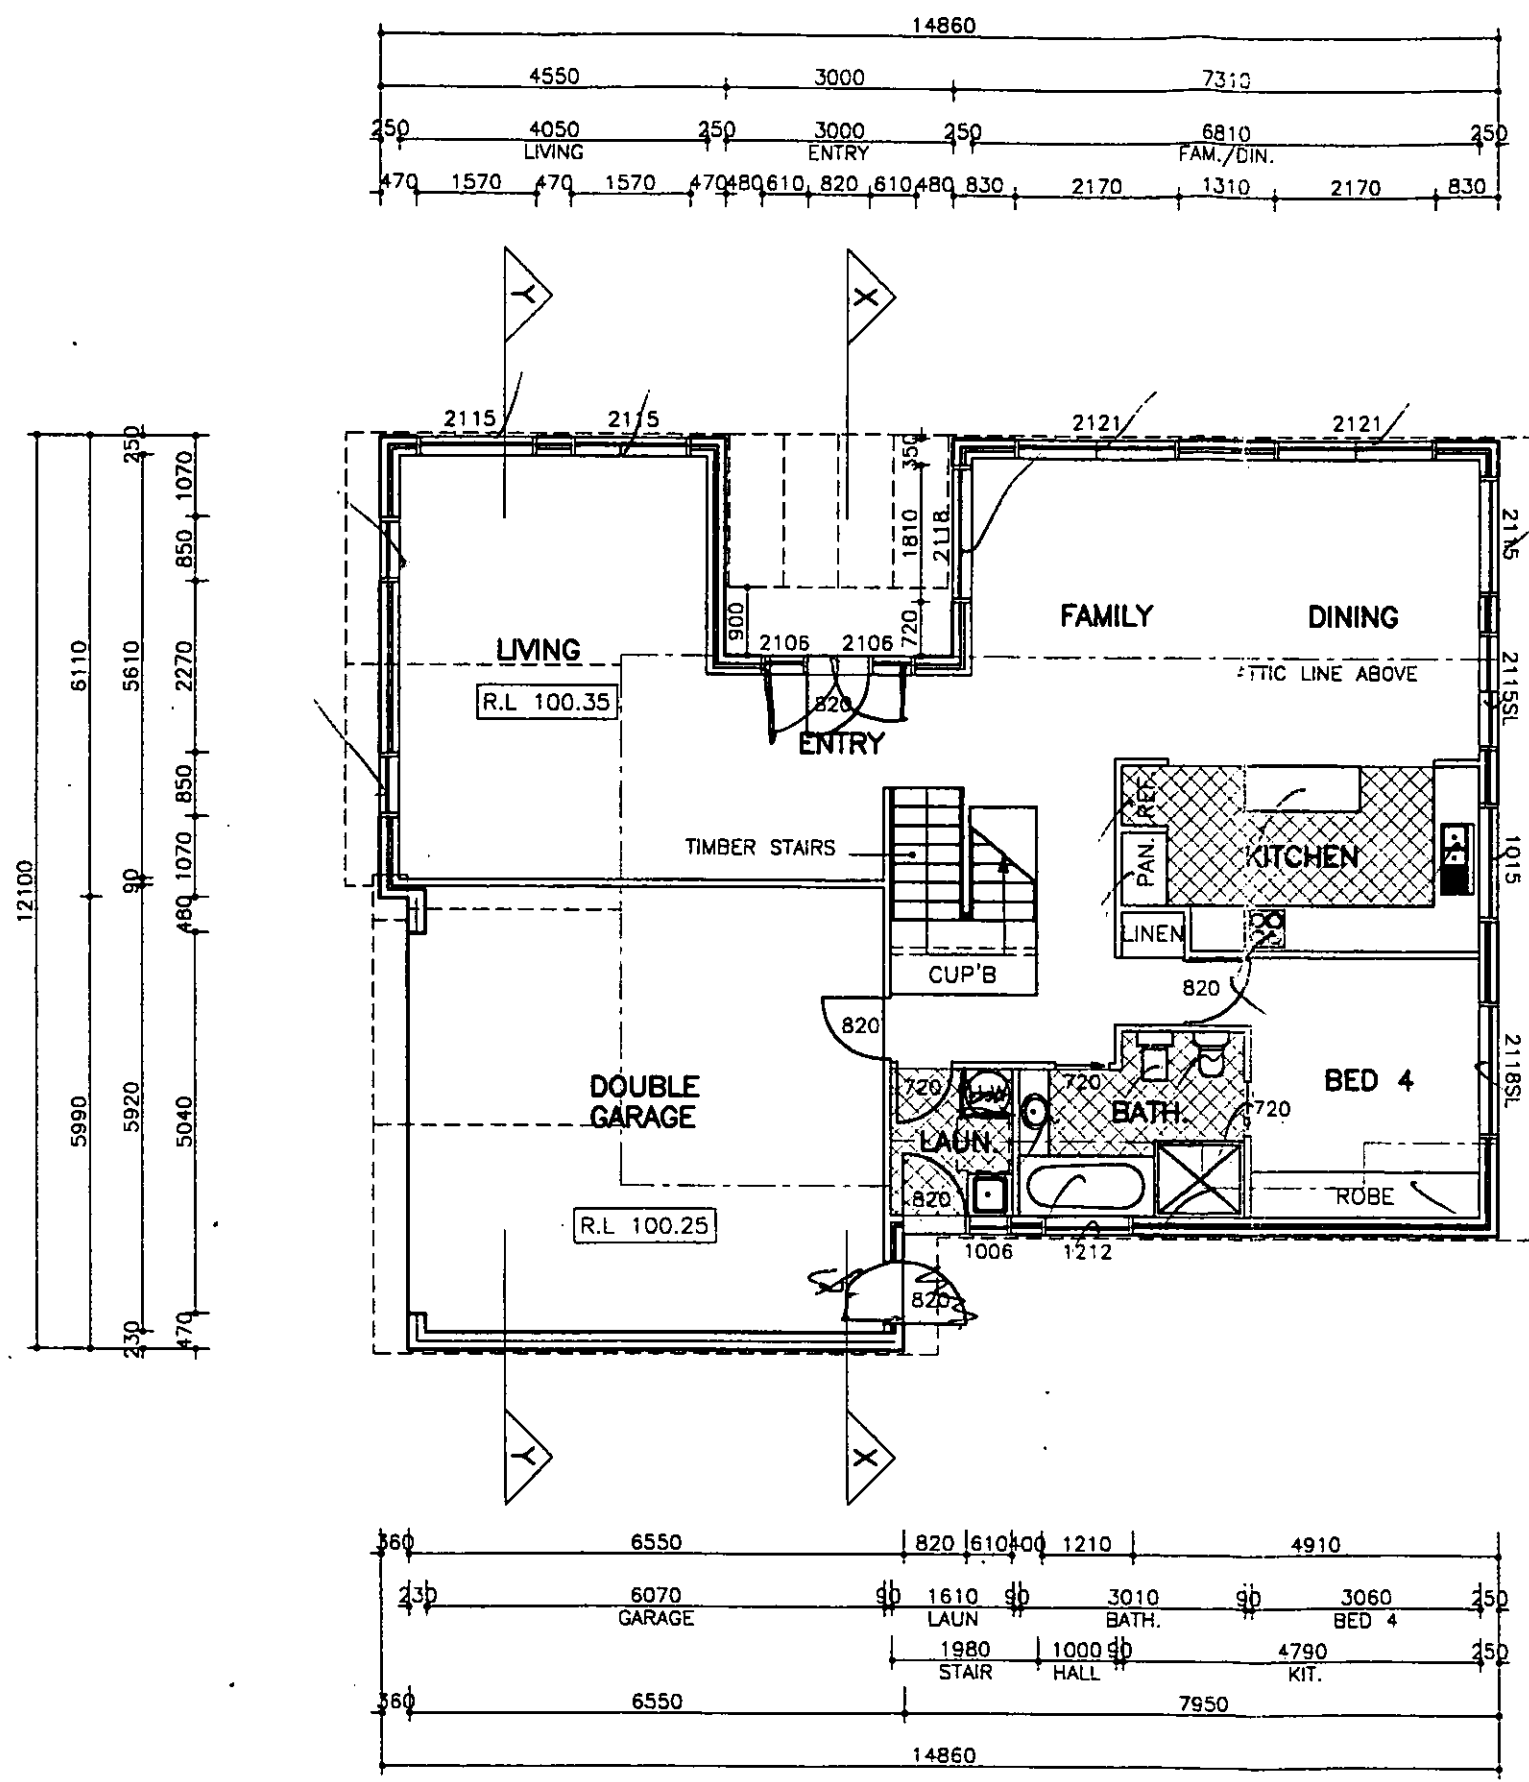 14860
4550 3000 7310
250 4050 250 3000 250 6810 250
LIVING ENTRY FAM./DIN.
470 1570 470 1570 470 480 610 820 610 480 830 2170 1310 2170 830
Y X
2115 2115 2121 2121
250
350
1070
850
1810
2118
2115
FAMILY DINING
900
720
LIVING
2106 2106
6110
5610
2270
2115SL
TTIC LINE ABOVE
R.L 100.35
820
ENTRY
850
REF.
TIMBER STAIRS
KITCHEN
PAN.
1015
1070
12100
90
480
LINEN
CUP'B
820
820
DOUBLE
GARAGE
720
H.W
720
BATH.
BED 4
2118SL
720
LAUN.
5990
5920
5040
820
ROBE
R.L 100.25
1006 1212
820
230
470
Y X
360 6550 820 610 400 1210 4910
230 6070 90 1610 90 3010 90 3060 250
GARAGE LAUN BATH. BED 4
1980 1000 90 4790 250
STAIR HALL KIT.
360 6550 7950
14860